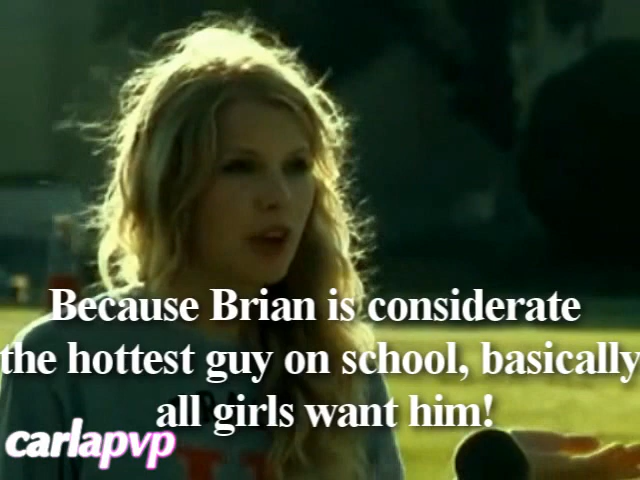 Because Brian is considerate
the hottest guy on school, basically
all girls want him!
carlapvp